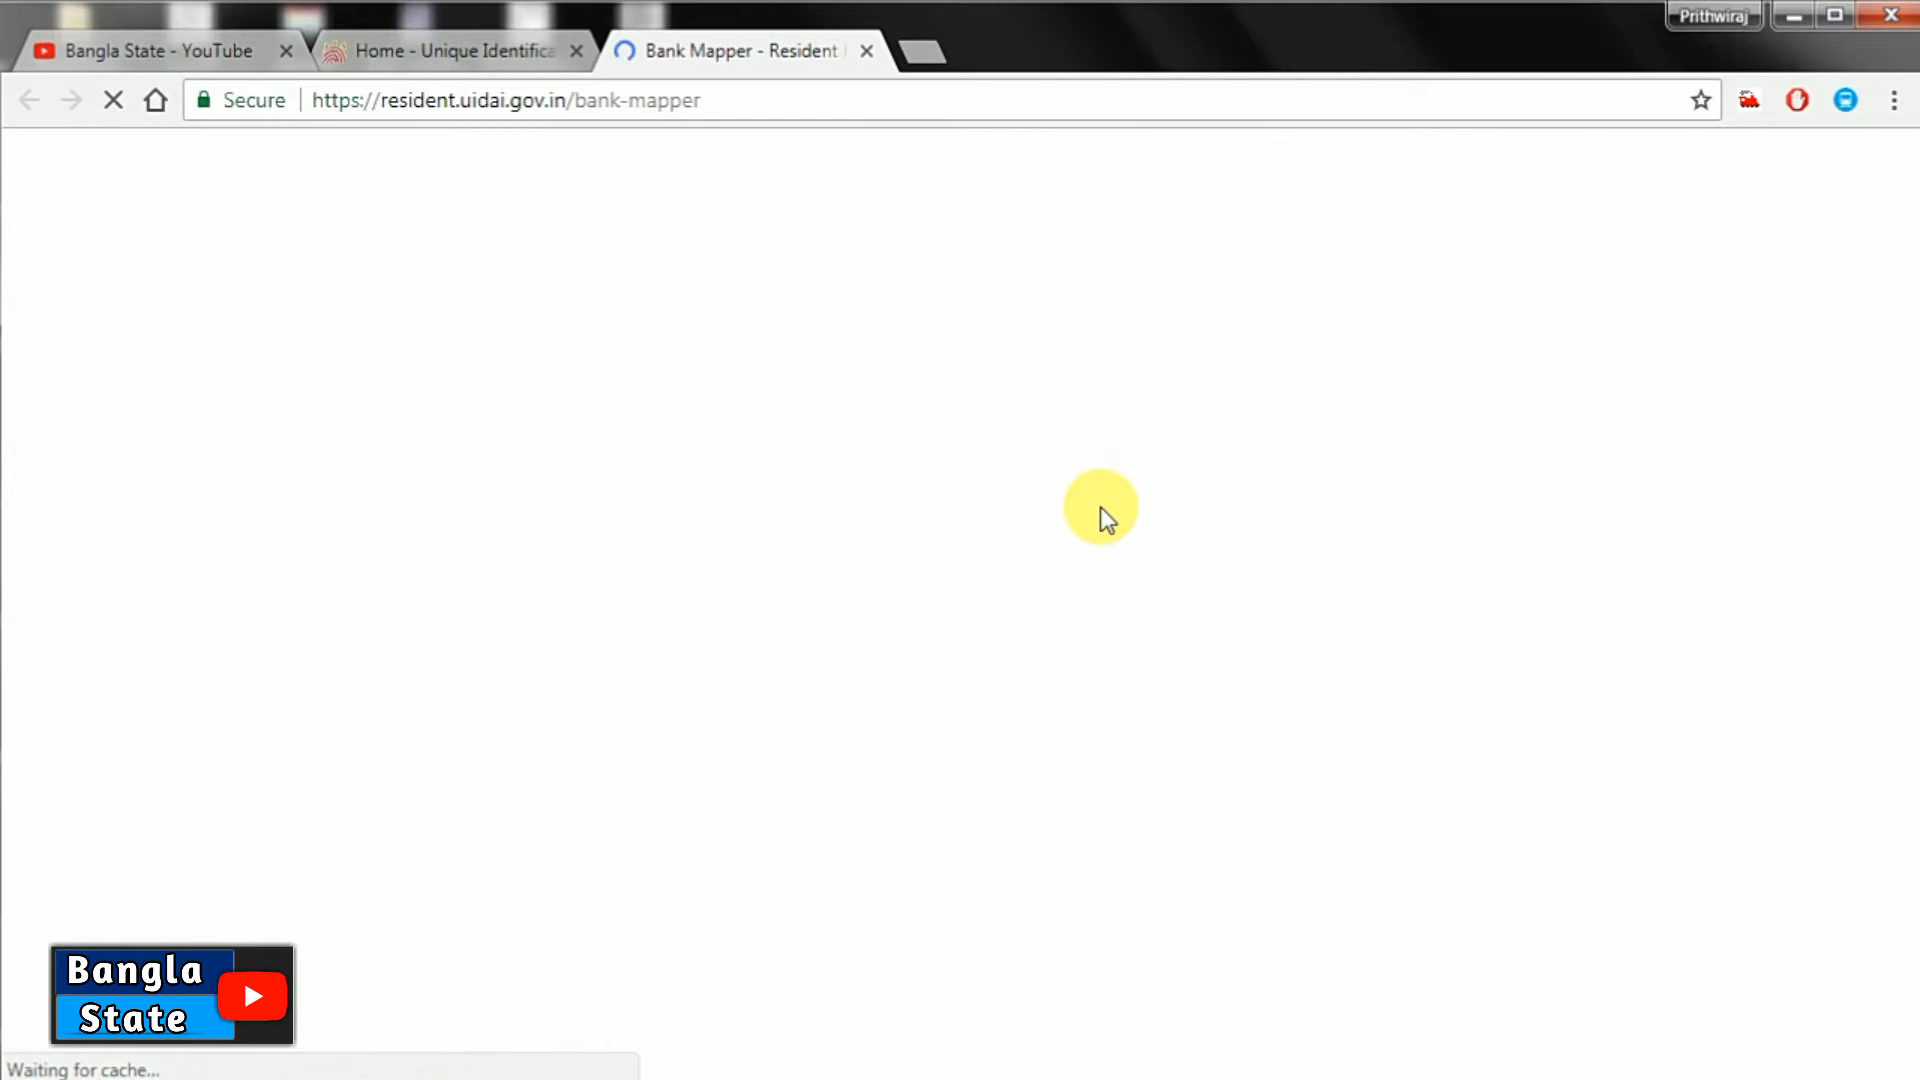 Prithwiraj
Bangla State - YouTube
Home - Unique Identifica
Bank Mapper - Resident
Secure
https://resident.uidai.gov.in/bank-mapper
Bangla
State
Waiting for cache...